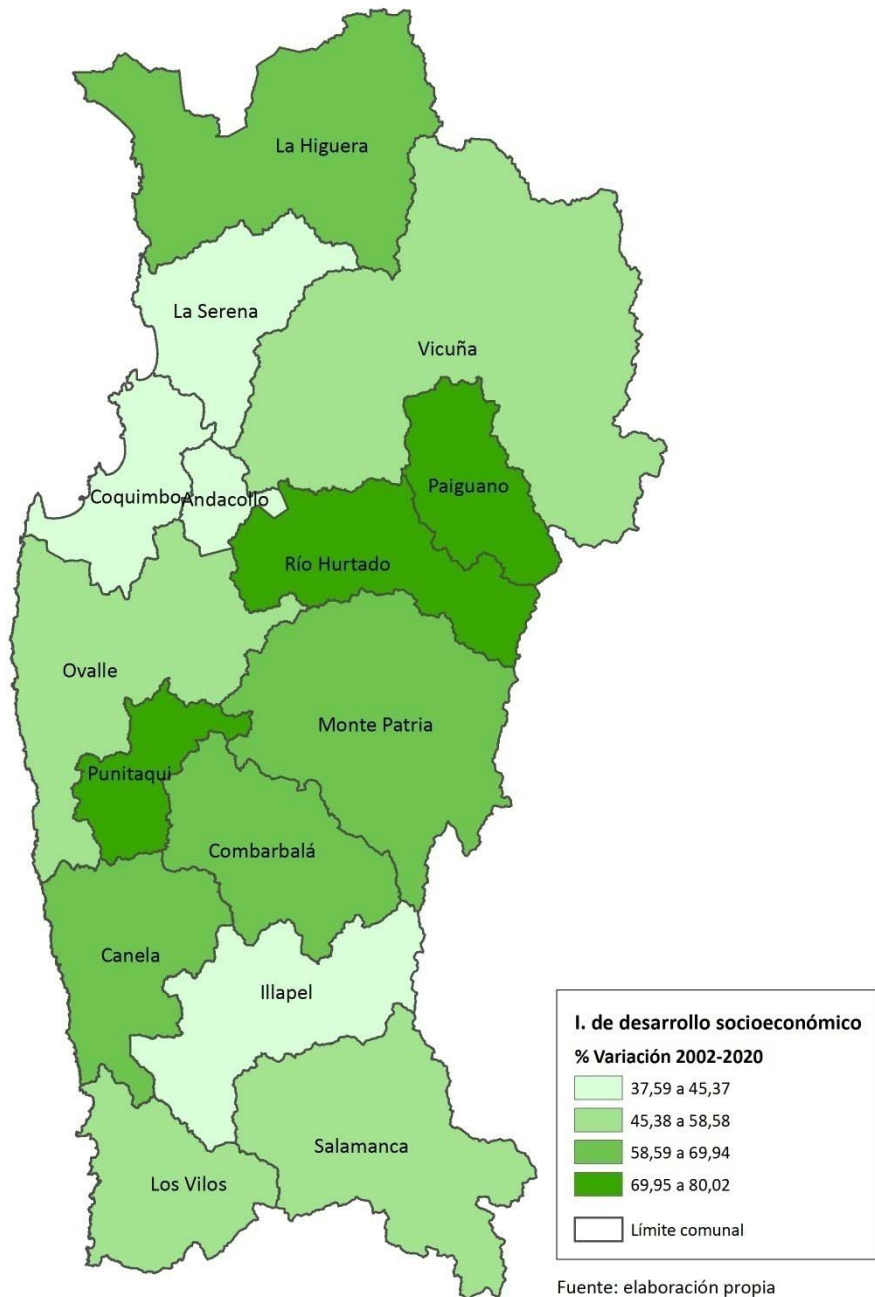 La Higuera
La Serena
Vicuña
Coquimbo
Andacollo
Paiguano
Río Hurtado
Ovalle
Monte Patria
Punitaqui
Combarbalá
Canela
Illapel
Salamanca
Los Vilos
I. de desarrollo socioeconómico
% Variación 2002-2020
37,59 a 45,37
45,38 a 58,58
58,59 a 69,94
69,95 a 80,02
Límite comunal
Fuente: elaboración propia